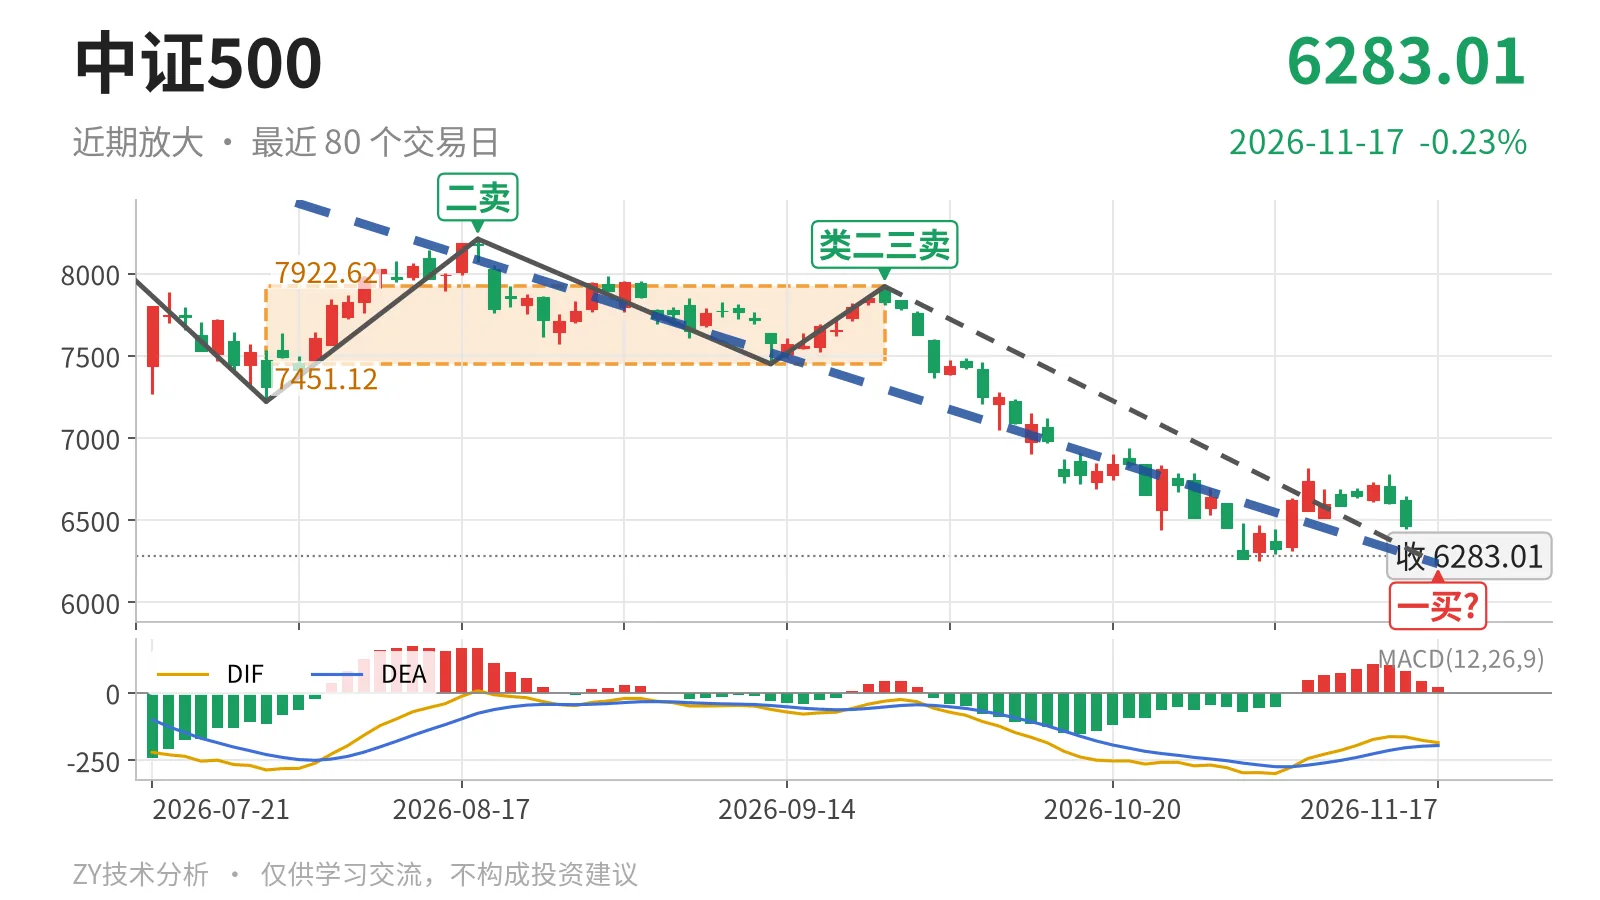 中证500
6283.01
近期放大 • 最近 80 个交易日
2026-11-17 -0.23%
二卖
类二三卖
8000
7922.62
7500
7451.12
7000
6500
收 6283.01
6000
一买?
DIF
DEA
MACD(12,26,9)
0
-250
2026-07-21
2026-08-17
2026-09-14
2026-10-20
2026-11-17
ZY技术分析 • 仅供学习交流，不构成投资建议